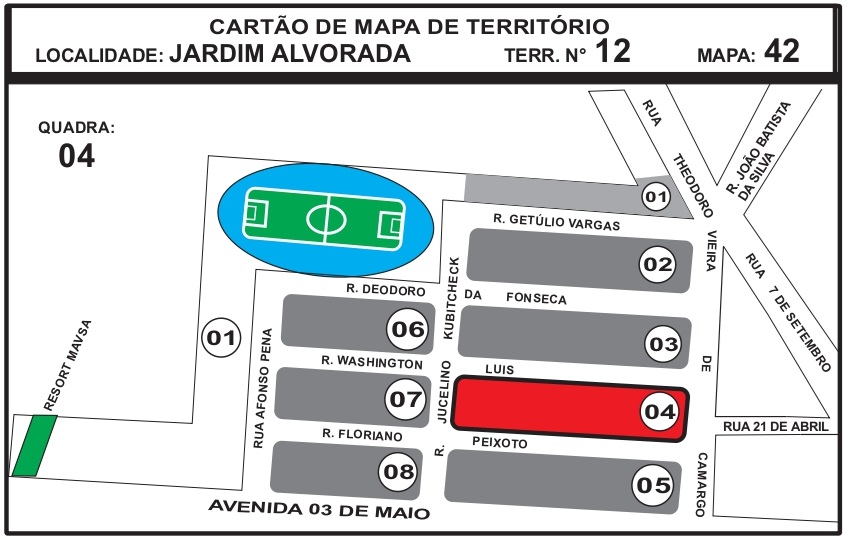 CARTÃO DE MAPA DE TERRITÓRIO
LOCALIDADE: JARDIM ALVORADA
TERR. N° 12
MAPA: 42
QUADRA:
04
RUA THEODORO VIEIRA DE CAMARGO
R. JOÃO BATISTA
DA SILVA
01
R. GETÚLIO VARGAS
02
RUA 7 DE SETEMBRO
R. DEODORO DA FONSECA
06
03
01
R. JUCELINO KUBITCHECK
RUA AFONSO PENA
RESORT MAVSA
R. WASHINGTON LUIS
07
04
RUA 21 DE ABRIL
R. FLORIANO PEIXOTO
08
05
AVENIDA 03 DE MAIO